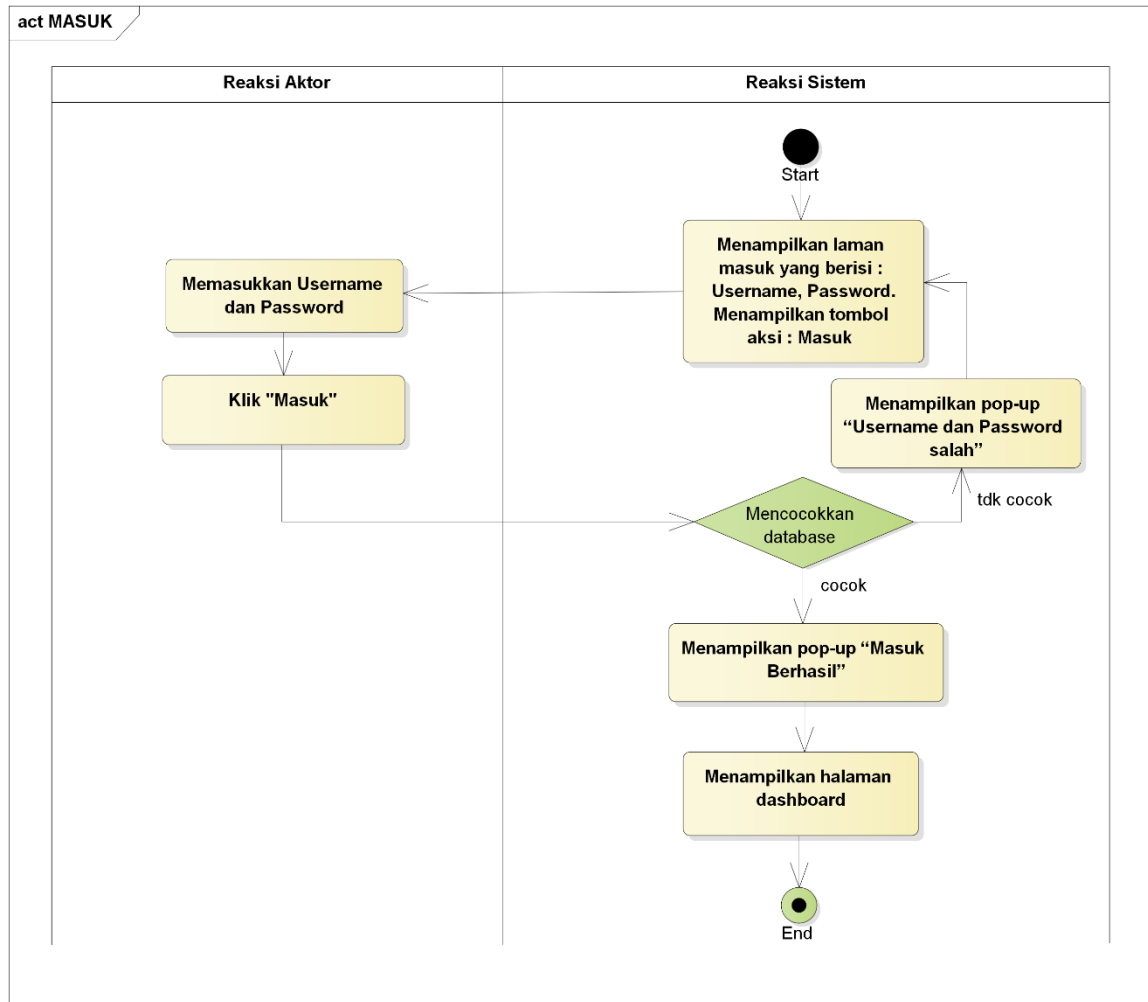 act MASUK
Reaksi Aktor
Reaksi Sistem
Start
Menampilkan laman
masuk yang berisi :
Username, Password.
Menampilkan tombol
aksi : Masuk
Memasukkan Username
dan Password
Klik "Masuk"
Menampilkan pop-up
“Username dan Password
salah”
tdk cocok
Mencocokkan
database
cocok
Menampilkan pop-up “Masuk
Berhasil”
Menampilkan halaman
dashboard
End